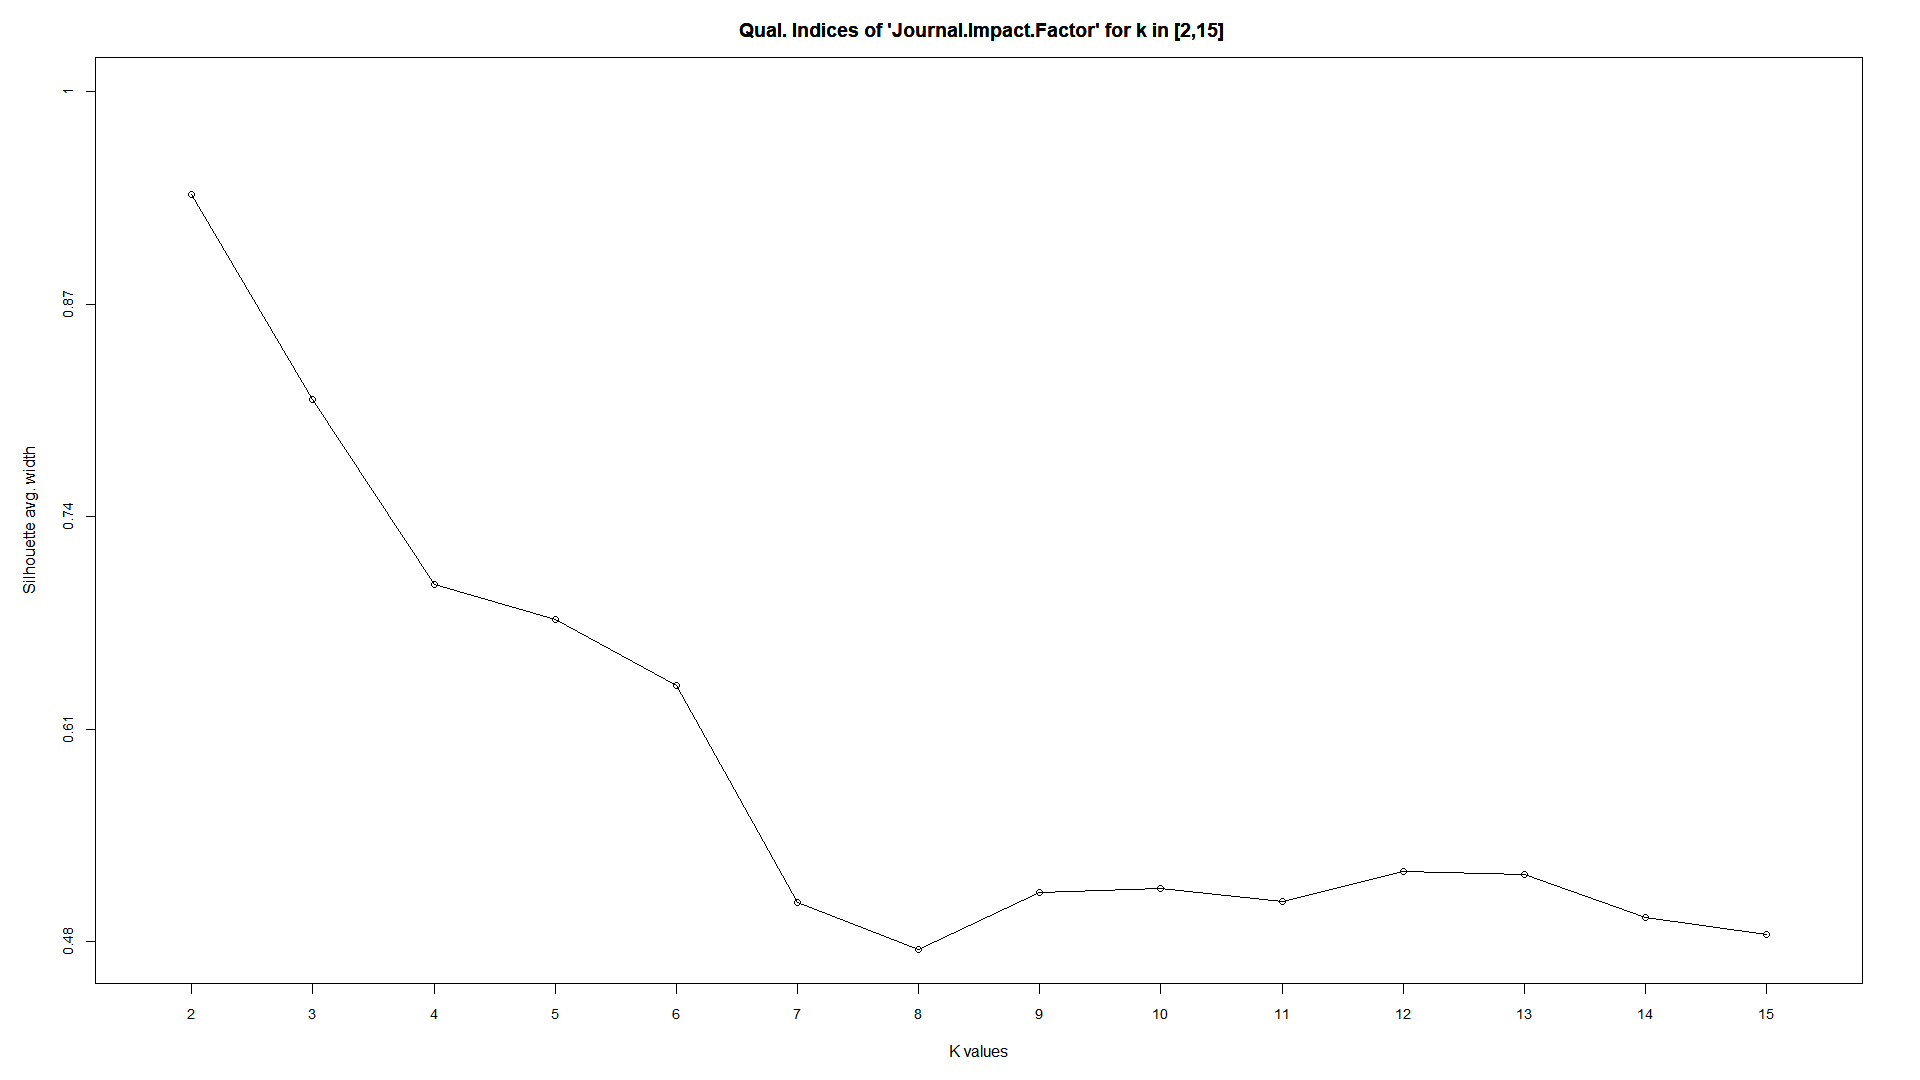 Qual. Indices of 'Journal.Impact.Factor' for k in [2,15]
Silhouette avg. width
1
0.87
0.74
0.61
0.48
2 3 4 5 6 7 8 9 10 11 12 13 14 15
K values